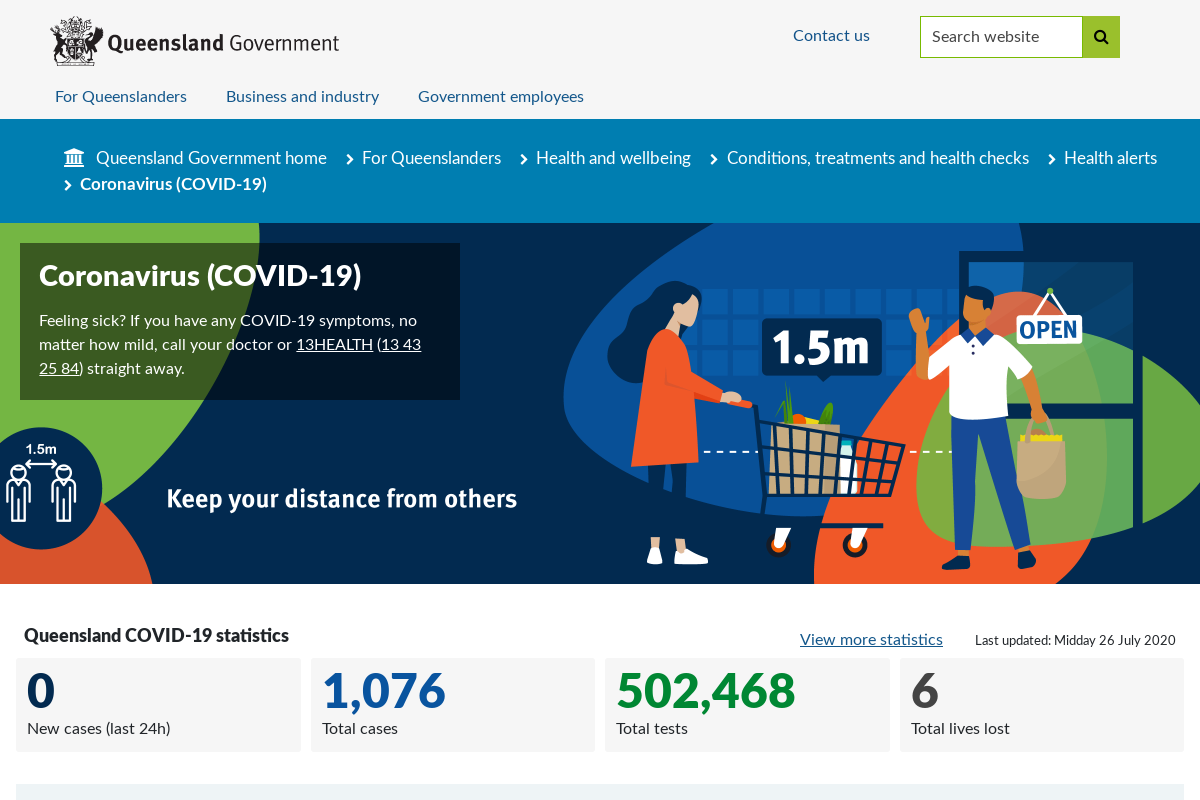 Queensland Government
Contact us
Search website
For Queenslanders
Business and industry
Government employees
Queensland Government home
For Queenslanders
Health and wellbeing
Conditions, treatments and health checks
Health alerts
Coronavirus (COVID-19)
Coronavirus (COVID-19)
Feeling sick? If you have any COVID-19 symptoms, no
matter how mild, call your doctor or 13HEALTH (13 43
25 84) straight away.
1.5m
OPEN
1.5m
Keep your distance from others
Queensland COVID-19 statistics
View more statistics
Last updated: Midday 26 July 2020
0
New cases (last 24h)
1,076
Total cases
502,468
Total tests
6
Total lives lost